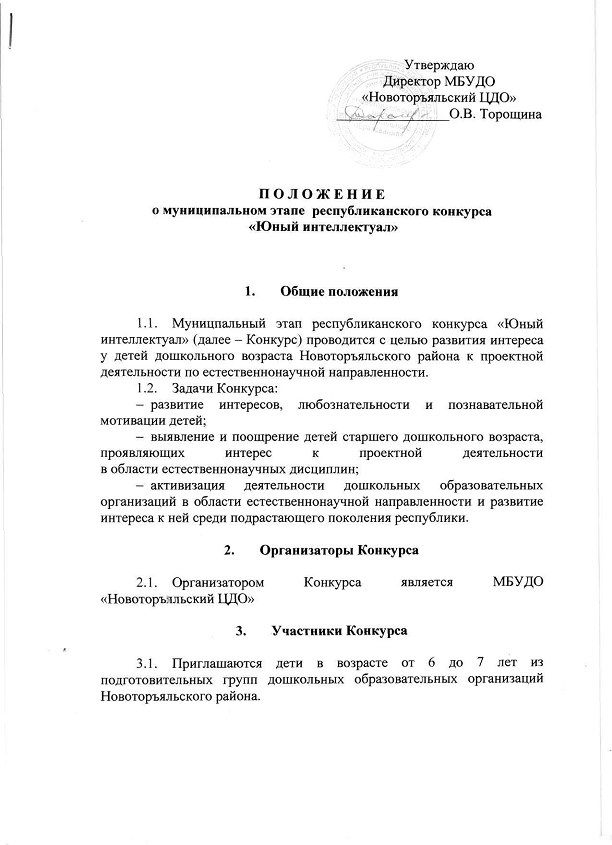 Утверждаю
Директор МБУДО
«Новоторъяльский ЦДО»
О.В. Торощина
П О Л О Ж Е Н И Е
о муниципальном этапе республиканского конкурса
«Юный интеллектуал»
1. Общие положения
1.1. Муницпальный этап республиканского конкурса «Юный
интеллектуал» (далее – Конкурс) проводится с целью развития интереса
у детей дошкольного возраста Новоторъяльского района к проектной
деятельности по естественнонаучной направленности.
1.2. Задачи Конкурса:
– развитие интересов, любознательности и познавательной
мотивации детей;
– выявление и поощрение детей старшего дошкольного возраста,
проявляющих интерес к проектной деятельности
в области естественнонаучных дисциплин;
– активизация деятельности дошкольных образовательных
организаций в области естественнонаучной направленности и развитие
интереса к ней среди подрастающего поколения республики.
2. Организаторы Конкурса
2.1. Организатором Конкурса является МБУДО
«Новоторъяльский ЦДО»
3. Участники Конкурса
3.1. Приглашаются дети в возрасте от 6 до 7 лет из
подготовительных групп дошкольных образовательных организаций
Новоторъяльского района.